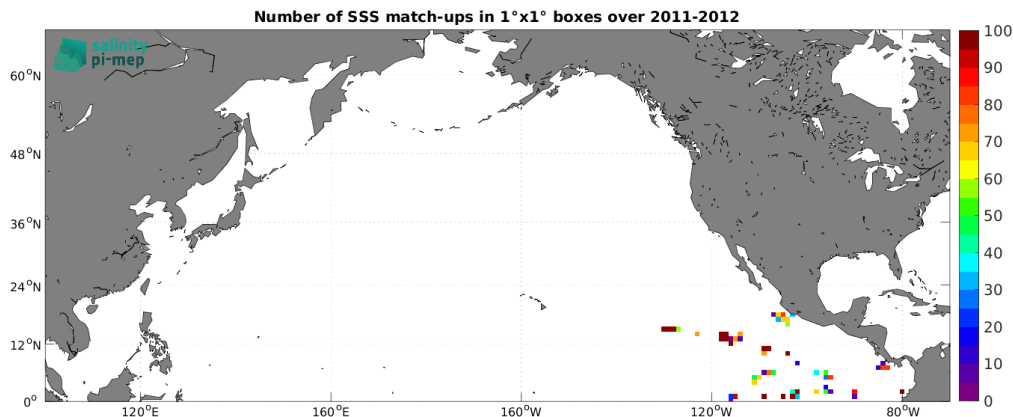 Number of SSS match-ups in 1°x1° boxes over 2011-2012
salinity
pi-mep
60°N
48°N
36°N
24°N
12°N
0°
120°E
160°E
160°W
120°W
80°W
100
90
80
70
60
50
40
30
20
10
0